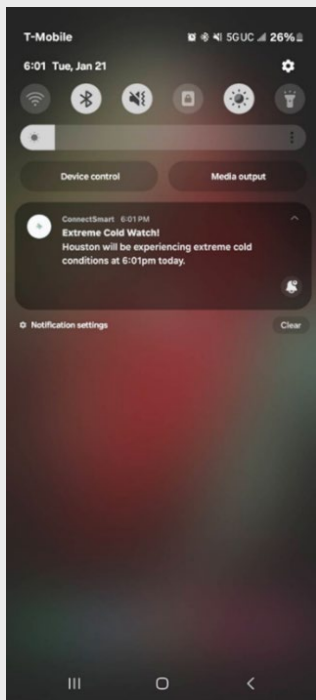 T-Mobile 5GUC 26%
6:01 Tue, Jan 21
Device control Media output
ConnectSmart 6:01 PM
Extreme Cold Watch!
Houston will be experiencing extreme cold
conditions at 6:01pm today.
Notification settings Clear